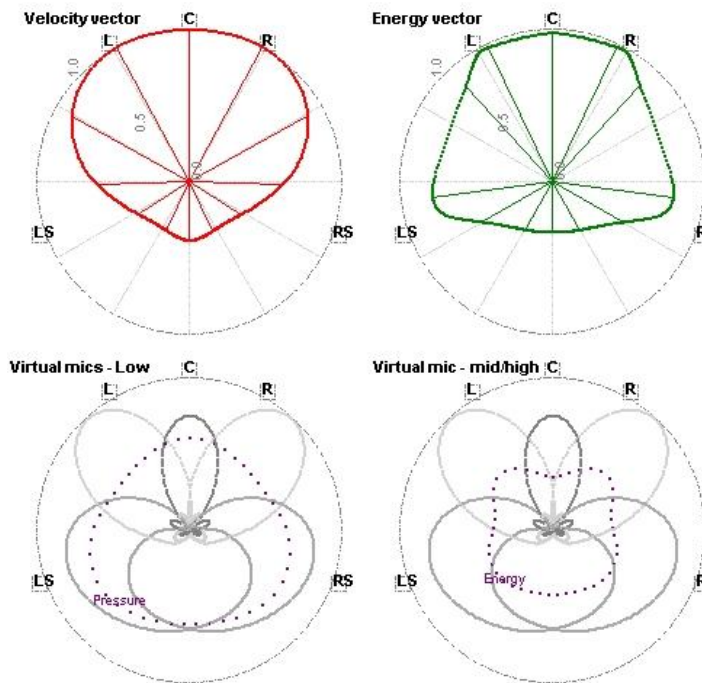 Velocity vector
C
L
R
1.0
0.5
0.0
LS
RS
Energy vector
C
L
R
1.0
0.5
0.0
LS
R
Virtual mics - Low
C
L
R
LS
RS
Pressure
Virtual mic - mid/high
C
L
R
LS
RS
Energy